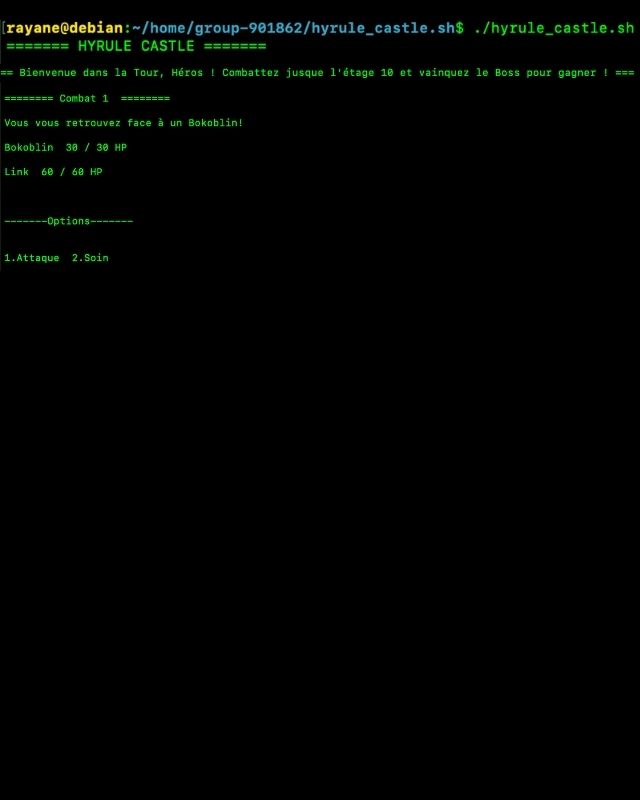 [rayane@debian:~/home/group-901862/hyrule_castle.sh$ ./hyrule_castle.sh
======= HYRULE CASTLE =======
== Bienvenue dans la Tour, Héros ! Combattez jusque l'étage 10 et vainquez le Boss pour gagner ! ===
======== Combat 1  ========
Vous vous retrouvez face à un Bokoblin!
Bokoblin  30 / 30 HP
Link  60 / 60 HP
-------Options-------
1.Attaque  2.Soin